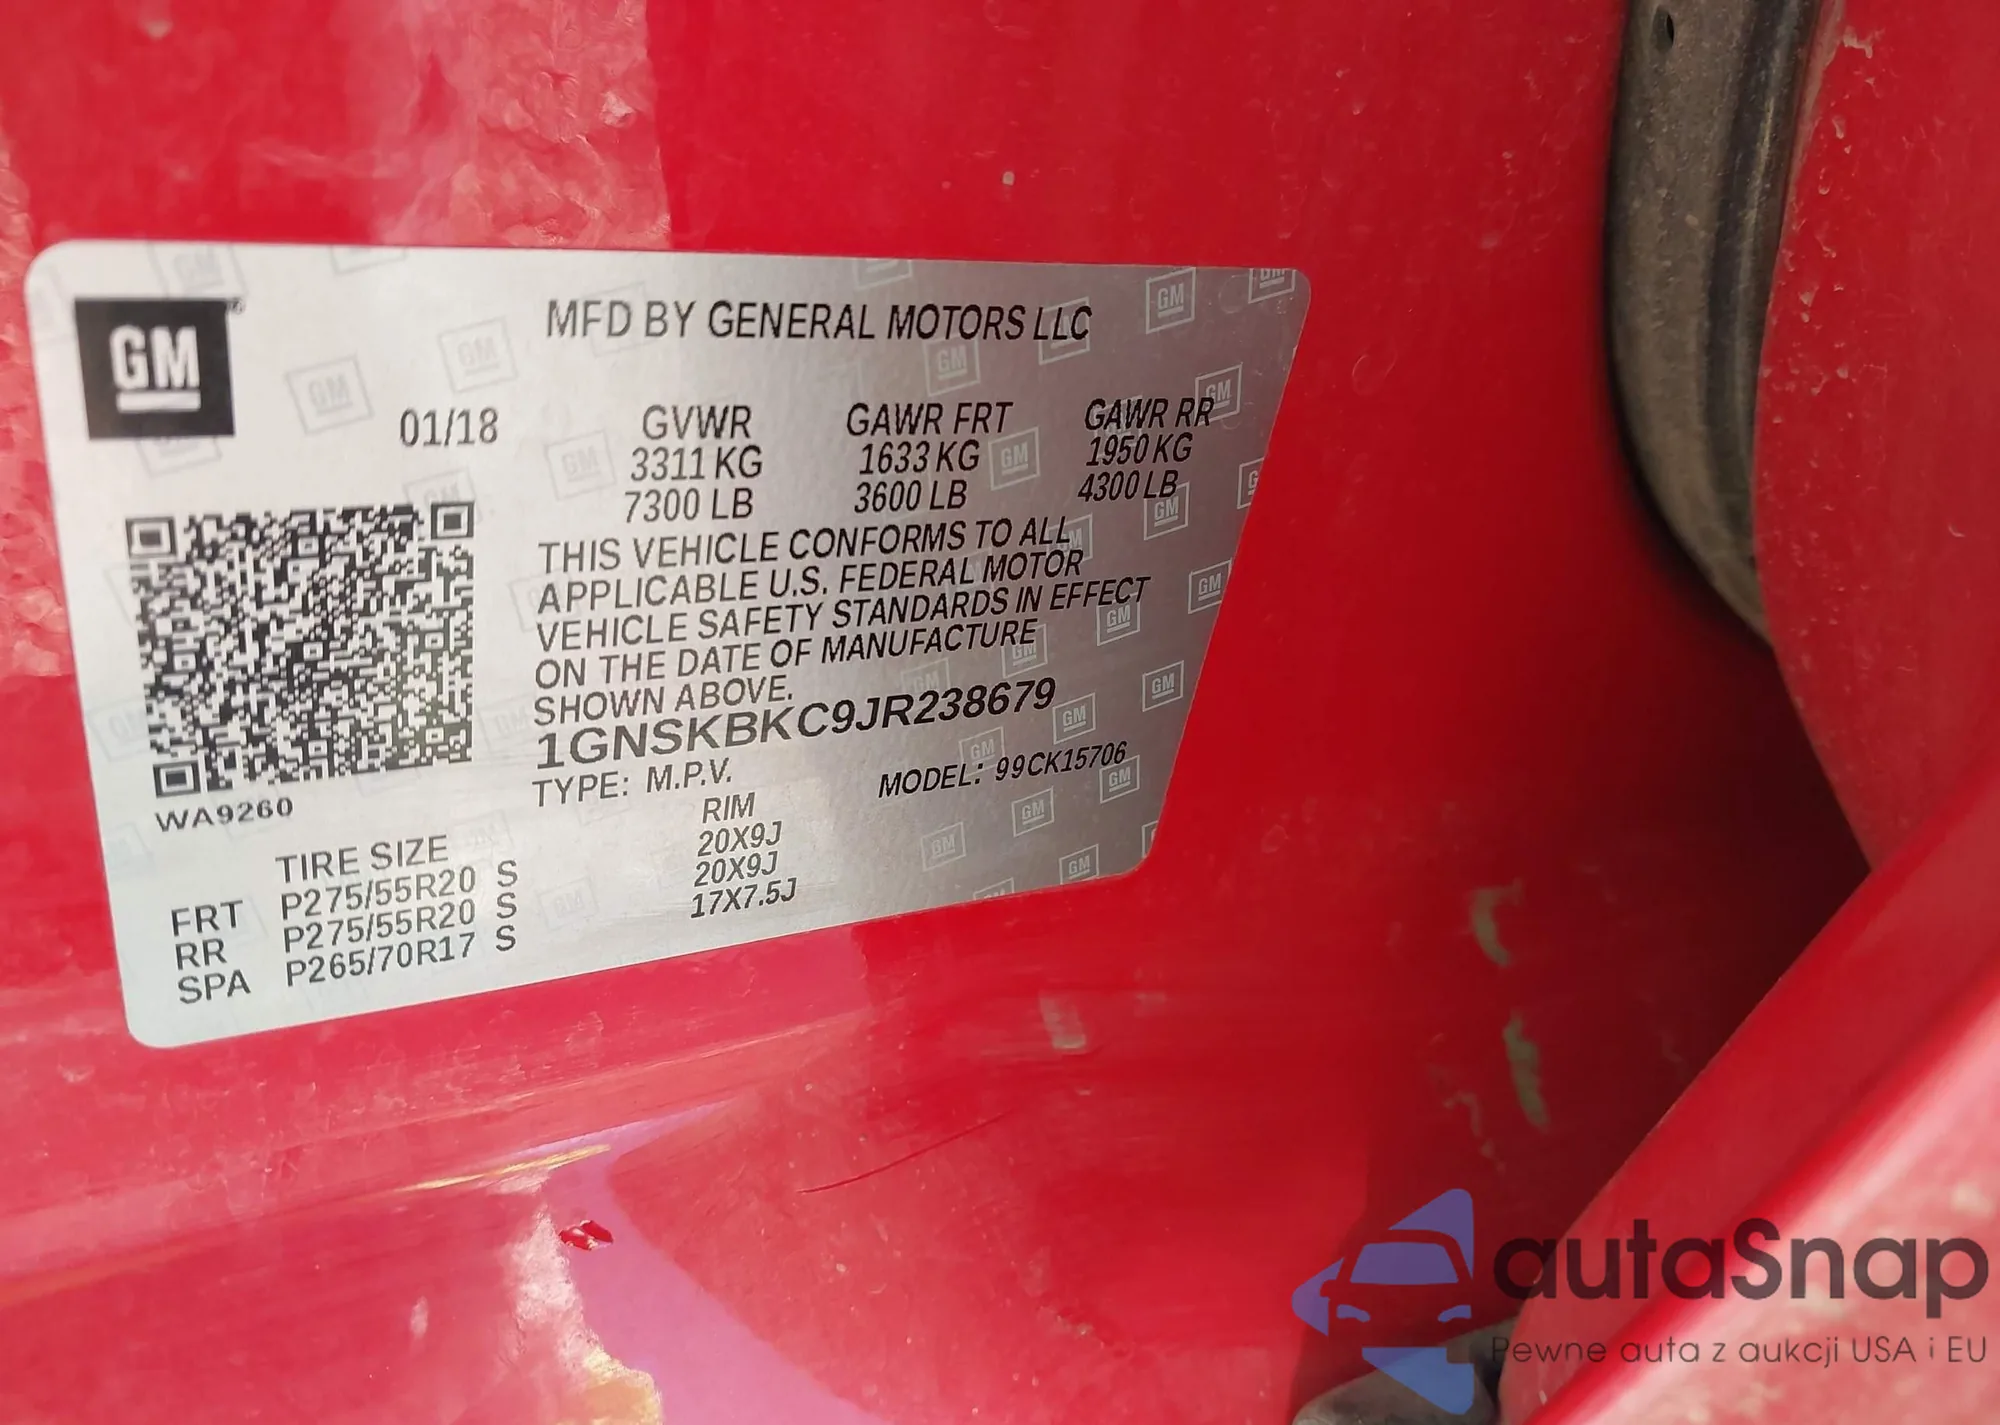 GM
MFD BY GENERAL MOTORS LLC
01/18
GVWR GAWR FRT GAWR RR
3311 KG 1633 KG 1950 KG
7300 LB 3600 LB 4300 LB
THIS VEHICLE CONFORMS TO ALL
APPLICABLE U.S. FEDERAL MOTOR
VEHICLE SAFETY STANDARDS IN EFFECT
ON THE DATE OF MANUFACTURE
SHOWN ABOVE.
1GNSKBKC9JR238679
TYPE: M.P.V. MODEL: 99CK15706
WA9260
TIRE SIZE RIM
FRT P275/55R20 S 20X9J
RR P275/55R20 S 20X9J
SPA P265/70R17 S 17X7.5J
autaSnap
Pewne auta z aukcji USA i EU